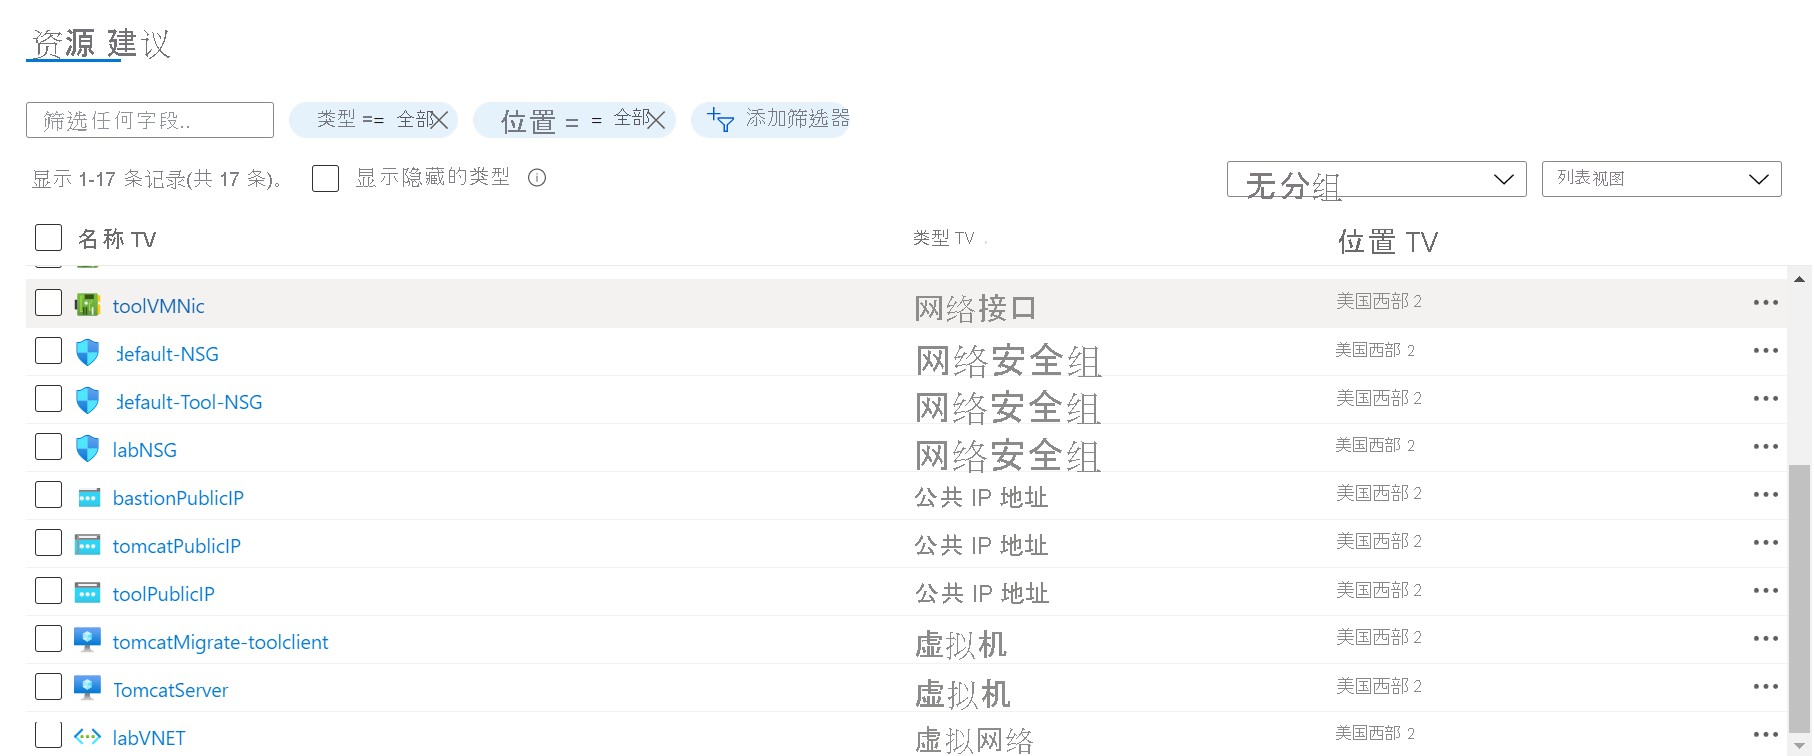 资源 建议
筛选任何字段..
类型 == 全部
位置 = = 全部
添加筛选器
显示 1-17 条记录(共 17 条)。
显示隐藏的类型
无分组
列表视图
名称 TV 类型 TV 位置 TV
toolVMNic 网络接口 美国西部 2
default-NSG 网络安全组 美国西部 2
default-Tool-NSG 网络安全组 美国西部 2
labNSG 网络安全组 美国西部 2
bastionPublicIP 公共 IP 地址 美国西部 2
tomcatPublicIP 公共 IP 地址 美国西部 2
toolPublicIP 公共 IP 地址 美国西部 2
tomcatMigrate-toolclient 虚拟机 美国西部 2
TomcatServer 虚拟机 美国西部 2
labVNET 虚拟网络 美国西部 2